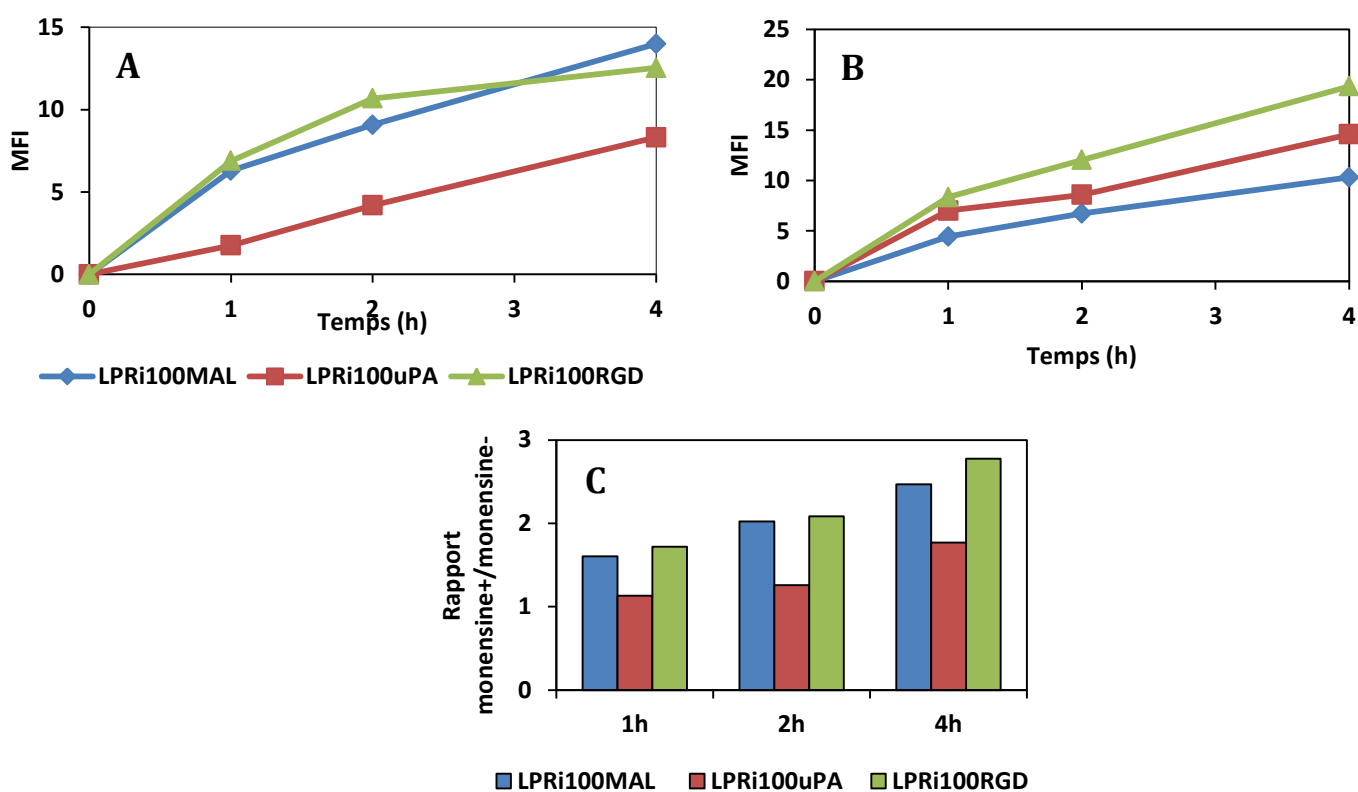 A
MFI
15
10
5
0
0 1 2 3 4
Temps (h)
B
MFI
25
20
15
10
5
0
0 1 2 3 4
Temps (h)
LPRi100MAL LPRi100uPA LPRi100RGD
C
Rapport
monensine+/monensine-
3
2
1
0
1h 2h 4h
LPRi100MAL LPRi100uPA LPRi100RGD